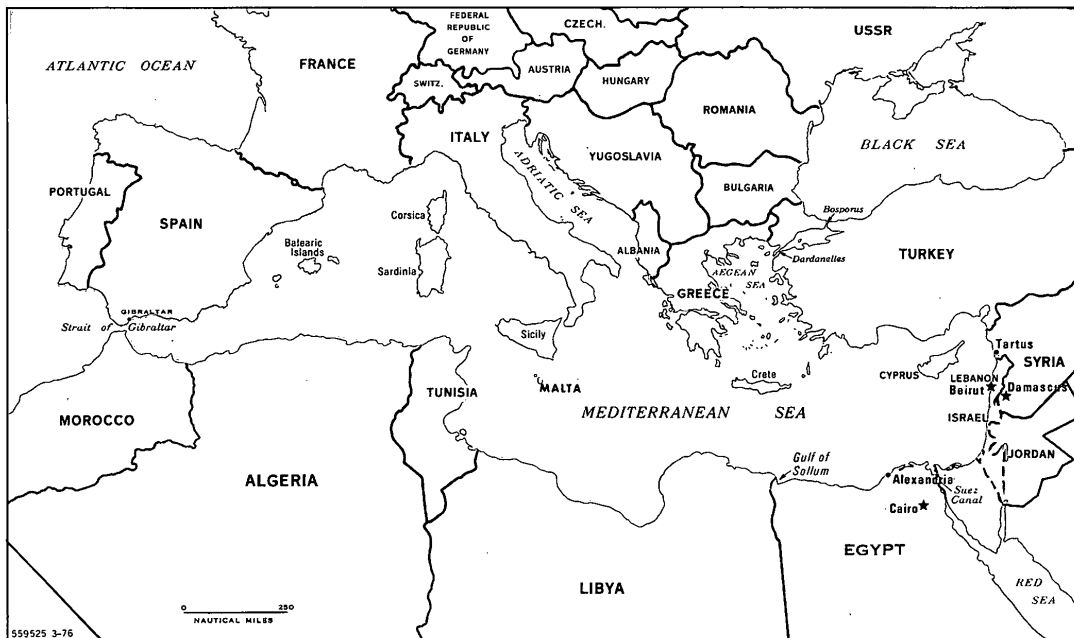 FEDERAL
REPUBLIC
OF
GERMANY
CZECH.
USSR
ATLANTIC OCEAN
FRANCE
SWITZ.
AUSTRIA
HUNGARY
ROMANIA
ITALY
YUGOSLAVIA
BLACK SEA
ADRIATIC SEA
BULGARIA
PORTUGAL
SPAIN
Corsica
Bosporus
Balearic
Islands
Sardinia
ALBANIA
Dardanelles
TURKEY
AEGEAN
SEA
GREECE
GIBRALTAR
Strait of Gibraltar
Sicily
Tartus
SYRIA
CYPRUS
Crete
LEBANON
Beirut
Damascus
TUNISIA
MALTA
MEDITERRANEAN SEA
ISRAEL
MOROCCO
JORDAN
Gulf of
Sollum
ALGERIA
Alexandria
Suez
Canal
Cairo
EGYPT
LIBYA
RED
SEA
0 250
NAUTICAL MILES
559525 3-76